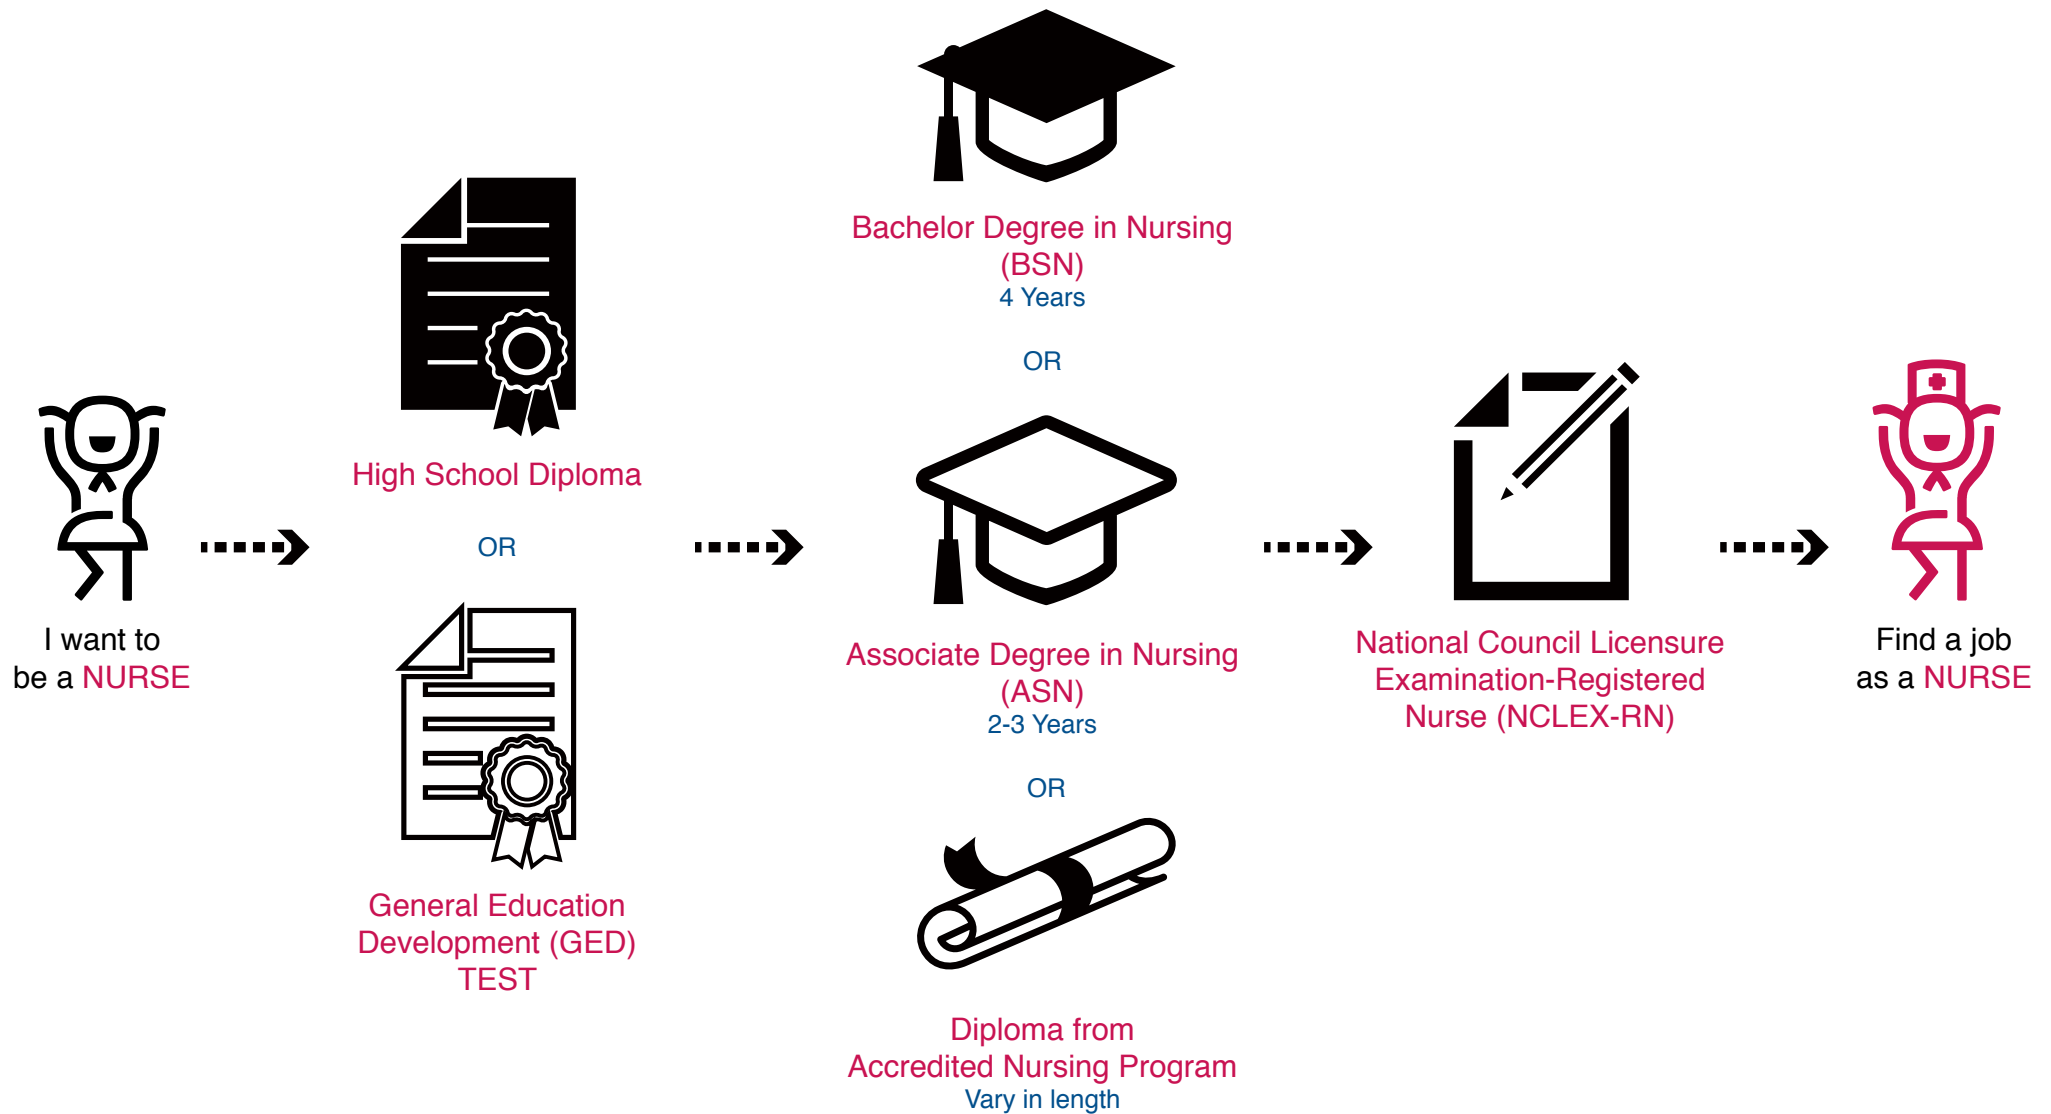 I want to
be a NURSE
High School Diploma
OR
General Education
Development (GED)
TEST
Bachelor Degree in Nursing
(BSN)
4 Years
OR
Associate Degree in Nursing
(ASN)
2-3 Years
OR
Diploma from
Accredited Nursing Program
Vary in length
National Council Licensure
Examination-Registered
Nurse (NCLEX-RN)
Find a job
as a NURSE